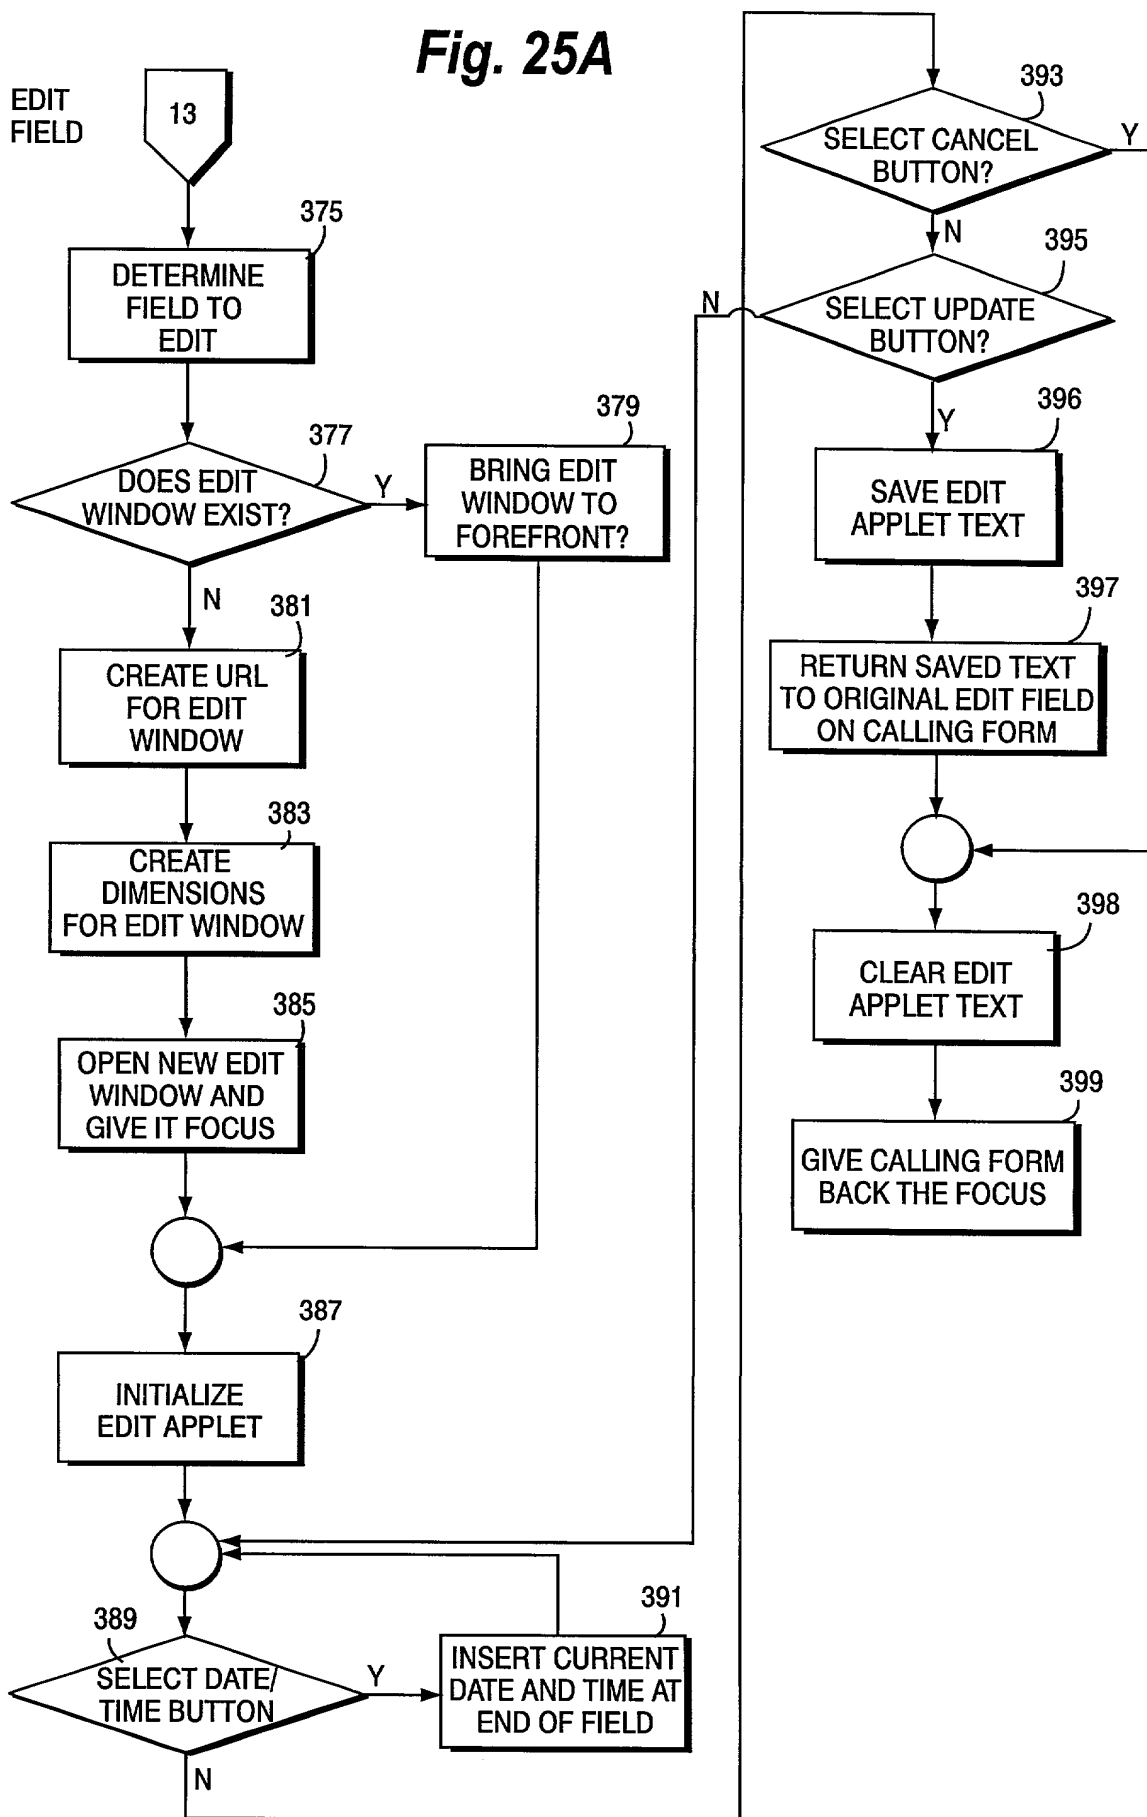 Fig. 25A
EDIT
FIELD
13
375
DETERMINE
FIELD TO
EDIT
377
DOES EDIT
WINDOW EXIST?
Y
N
379
BRING EDIT
WINDOW TO
FOREFRONT?
381
CREATE URL
FOR EDIT
WINDOW
383
CREATE
DIMENSIONS
FOR EDIT WINDOW
385
OPEN NEW EDIT
WINDOW AND
GIVE IT FOCUS
387
INITIALIZE
EDIT APPLET
389
SELECT DATE/
TIME BUTTON
Y
N
391
INSERT CURRENT
DATE AND TIME AT
END OF FIELD
393
SELECT CANCEL
BUTTON?
Y
N
395
SELECT UPDATE
BUTTON?
N
Y
396
SAVE EDIT
APPLET TEXT
397
RETURN SAVED TEXT
TO ORIGINAL EDIT FIELD
ON CALLING FORM
398
CLEAR EDIT
APPLET TEXT
399
GIVE CALLING FORM
BACK THE FOCUS